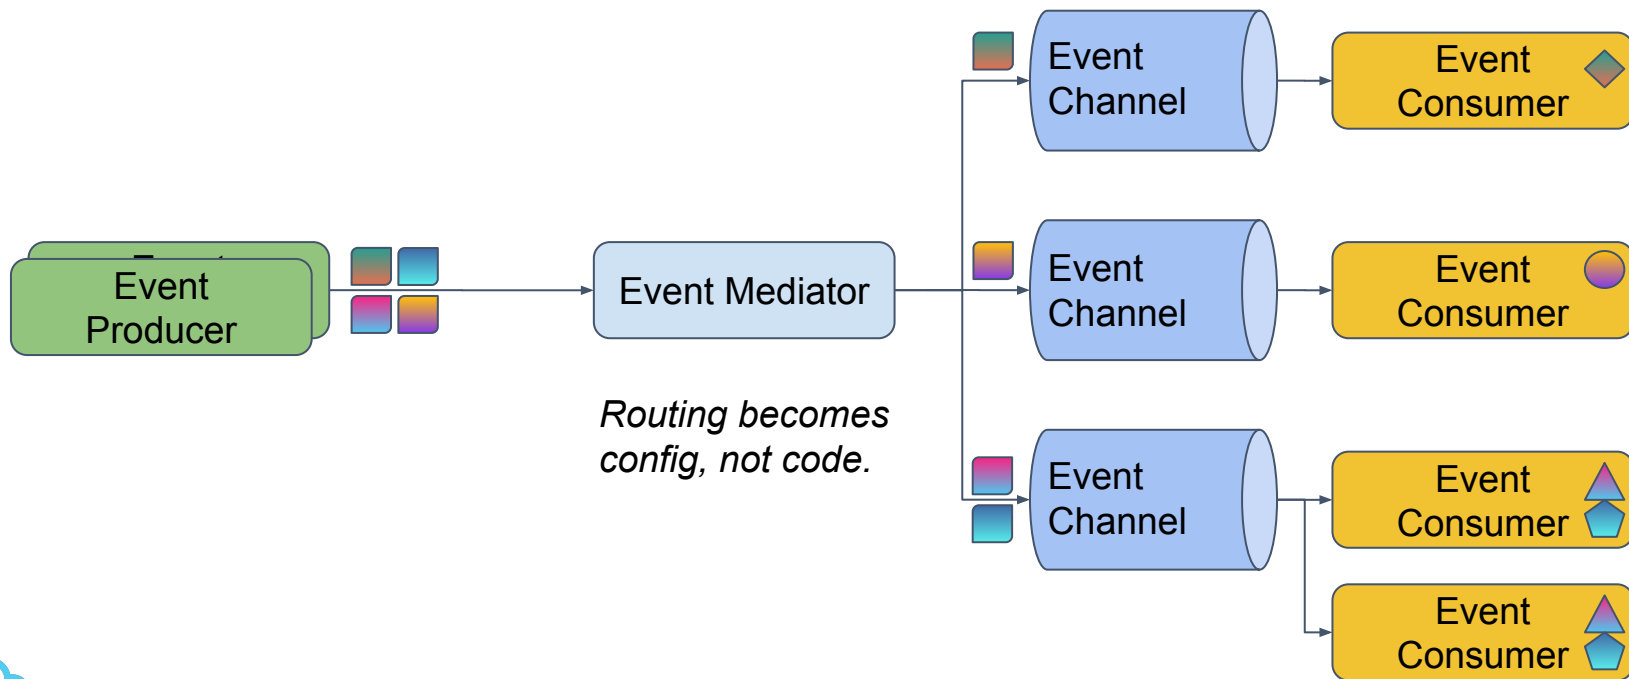 Event
Producer
Event Mediator
Routing becomes
config, not code.
Event
Channel
Event
Consumer
Event
Channel
Event
Consumer
Event
Channel
Event
Consumer
Event
Consumer